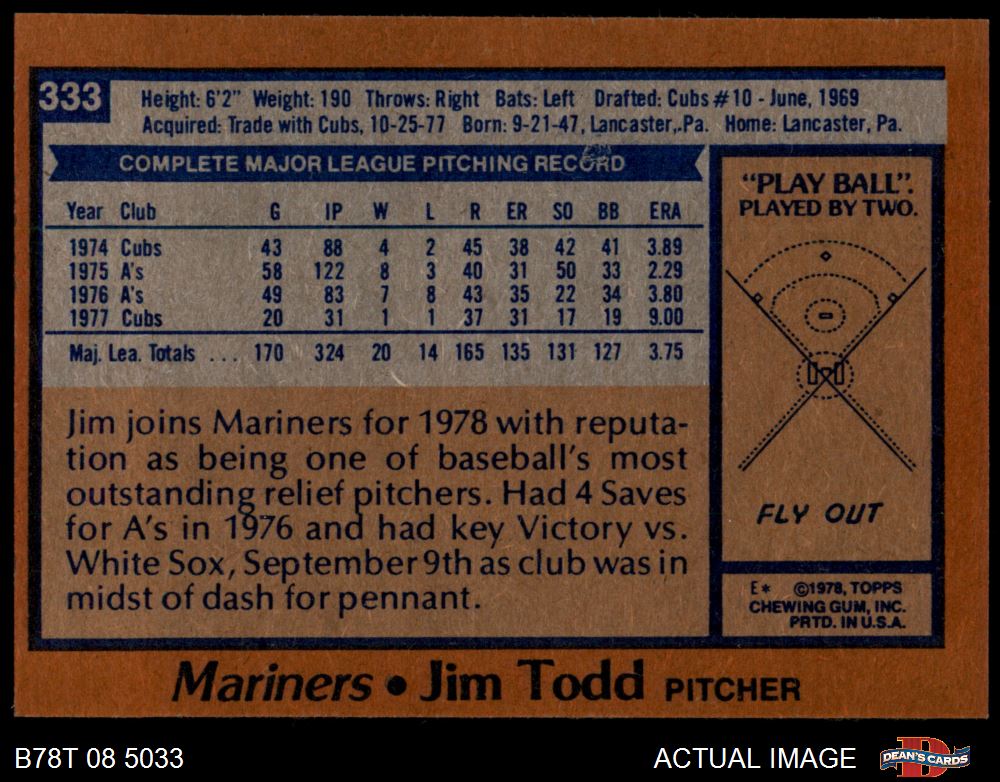 333
Height: 6'2" Weight: 190 Throws: Right Bats: Left Drafted: Cubs #10 - June, 1969
Acquired: Trade with Cubs, 10-25-77 Born: 9-21-47, Lancaster,.Pa. Home: Lancaster, Pa.
COMPLETE MAJOR LEAGUE PITCHING RECORD
Year Club G IP W L R ER SO BB ERA
1974 Cubs 43 88 4 2 45 38 42 41 3.89
1975 A's 58 122 8 3 40 31 50 33 2.29
1976 A's 49 83 7 8 43 35 22 34 3.80
1977 Cubs 20 31 1 1 37 31 17 19 9.00
Maj. Lea. Totals ... 170 324 20 14 165 135 131 127 3.75
Jim joins Mariners for 1978 with reputa-
tion as being one of baseball's most
outstanding relief pitchers. Had 4 Saves
for A's in 1976 and had key Victory vs.
White Sox, September 9th as club was in
midst of dash for pennant.
"PLAY BALL".
PLAYED BY TWO.
FLY OUT
E* ©1978, TOPPS
CHEWING GUM, INC.
PRTD. IN U.S.A.
Mariners • Jim Todd PITCHER
B78T 08 5033
ACTUAL IMAGE
D
DEAN'S CARDS